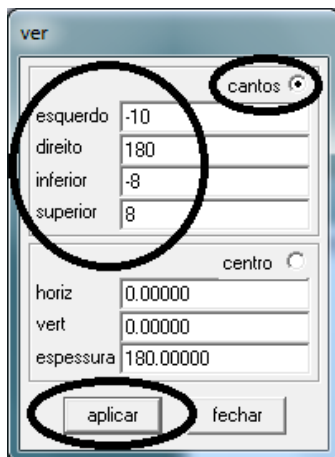 ver
cantos
esquerdo -10
direito 180
inferior -8
superior 8
centro
horiz 0.00000
vert 0.00000
espessura 180.00000
aplicar fechar